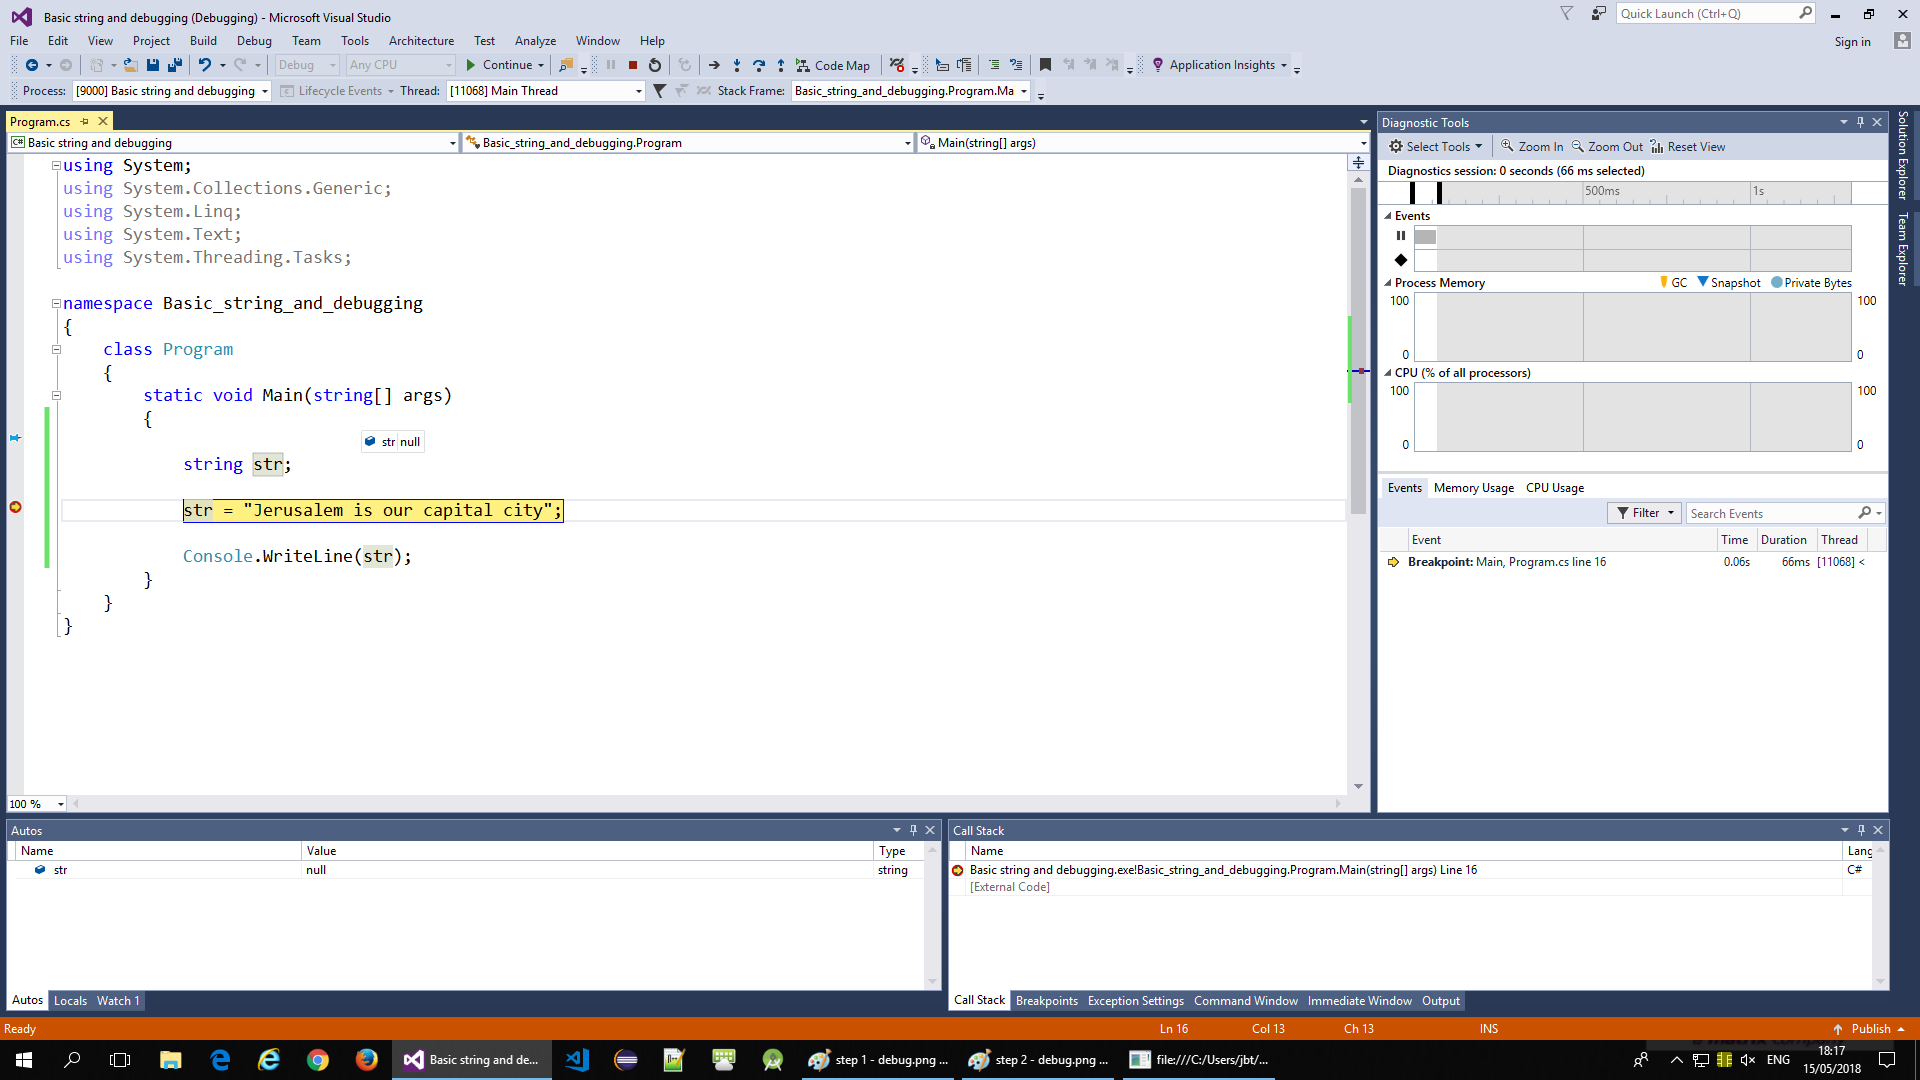 Basic string and debugging (Debugging) - Microsoft Visual Studio
Quick Launch (Ctrl+Q)
File Edit View Project Build Debug Team Tools Architecture Test Analyze Window Help
Sign in
Debug Any CPU Continue Code Map Application Insights
Process: [9000] Basic string and debugging Lifecycle Events Thread: [11068] Main Thread Stack Frame: Basic_string_and_debugging.Program.Ma
Program.cs
C# Basic string and debugging Basic_string_and_debugging.Program Main(string[] args)
using System;
using System.Collections.Generic;
using System.Linq;
using System.Text;
using System.Threading.Tasks;
namespace Basic_string_and_debugging
{
class Program
{
static void Main(string[] args)
{
str null
string str;
str = "Jerusalem is our capital city";
Console.WriteLine(str);
}
}
}
100 %
Diagnostic Tools
Select Tools Zoom In Zoom Out Reset View
Diagnostics session: 0 seconds (66 ms selected)
500ms 1s
Events
Process Memory GC Snapshot Private Bytes
100 100
0 0
CPU (% of all processors)
100 100
0 0
Events Memory Usage CPU Usage
Filter Search Events
Event Time Duration Thread
Breakpoint: Main, Program.cs line 16 0.06s 66ms [11068] <
Solution Explorer
Team Explorer
Autos
Name Value Type
str null string
Autos Locals Watch 1
Call Stack
Name Lang
Basic string and debugging.exe!Basic_string_and_debugging.Program.Main(string[] args) Line 16 C#
[External Code]
Call Stack Breakpoints Exception Settings Command Window Immediate Window Output
Ready Ln 16 Col 13 Ch 13 INS Publish
Basic string and de... step 1 - debug.png ... step 2 - debug.png ... file:///C:/Users/jbt/... ENG
18:17
15/05/2018